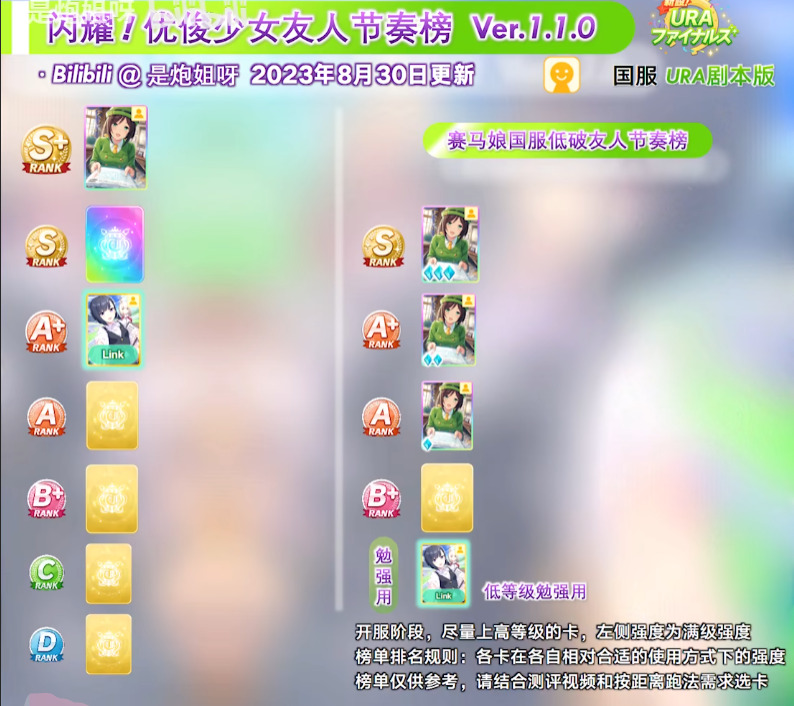 闪耀！优俊少女友人节奏榜 Ver.1.1.0
URA
ファイナルズ
· Bilibili @ 是炮姐呀 2023年8月30日更新
国服 URA剧本版
赛马娘国服低破友人节奏榜
S+
RANK
S
RANK
S
RANK
A+
RANK
Link
A+
RANK
A
RANK
A
RANK
B+
RANK
B+
RANK
C
RANK
勉强用
Link
低等级勉强用
D
RANK
开服阶段，尽量上高等级的卡，左侧强度为满级强度
榜单排名规则：各卡在各自相对合适的使用方式下的强度
榜单仅供参考，请结合测评视频和按距离跑法需求选卡